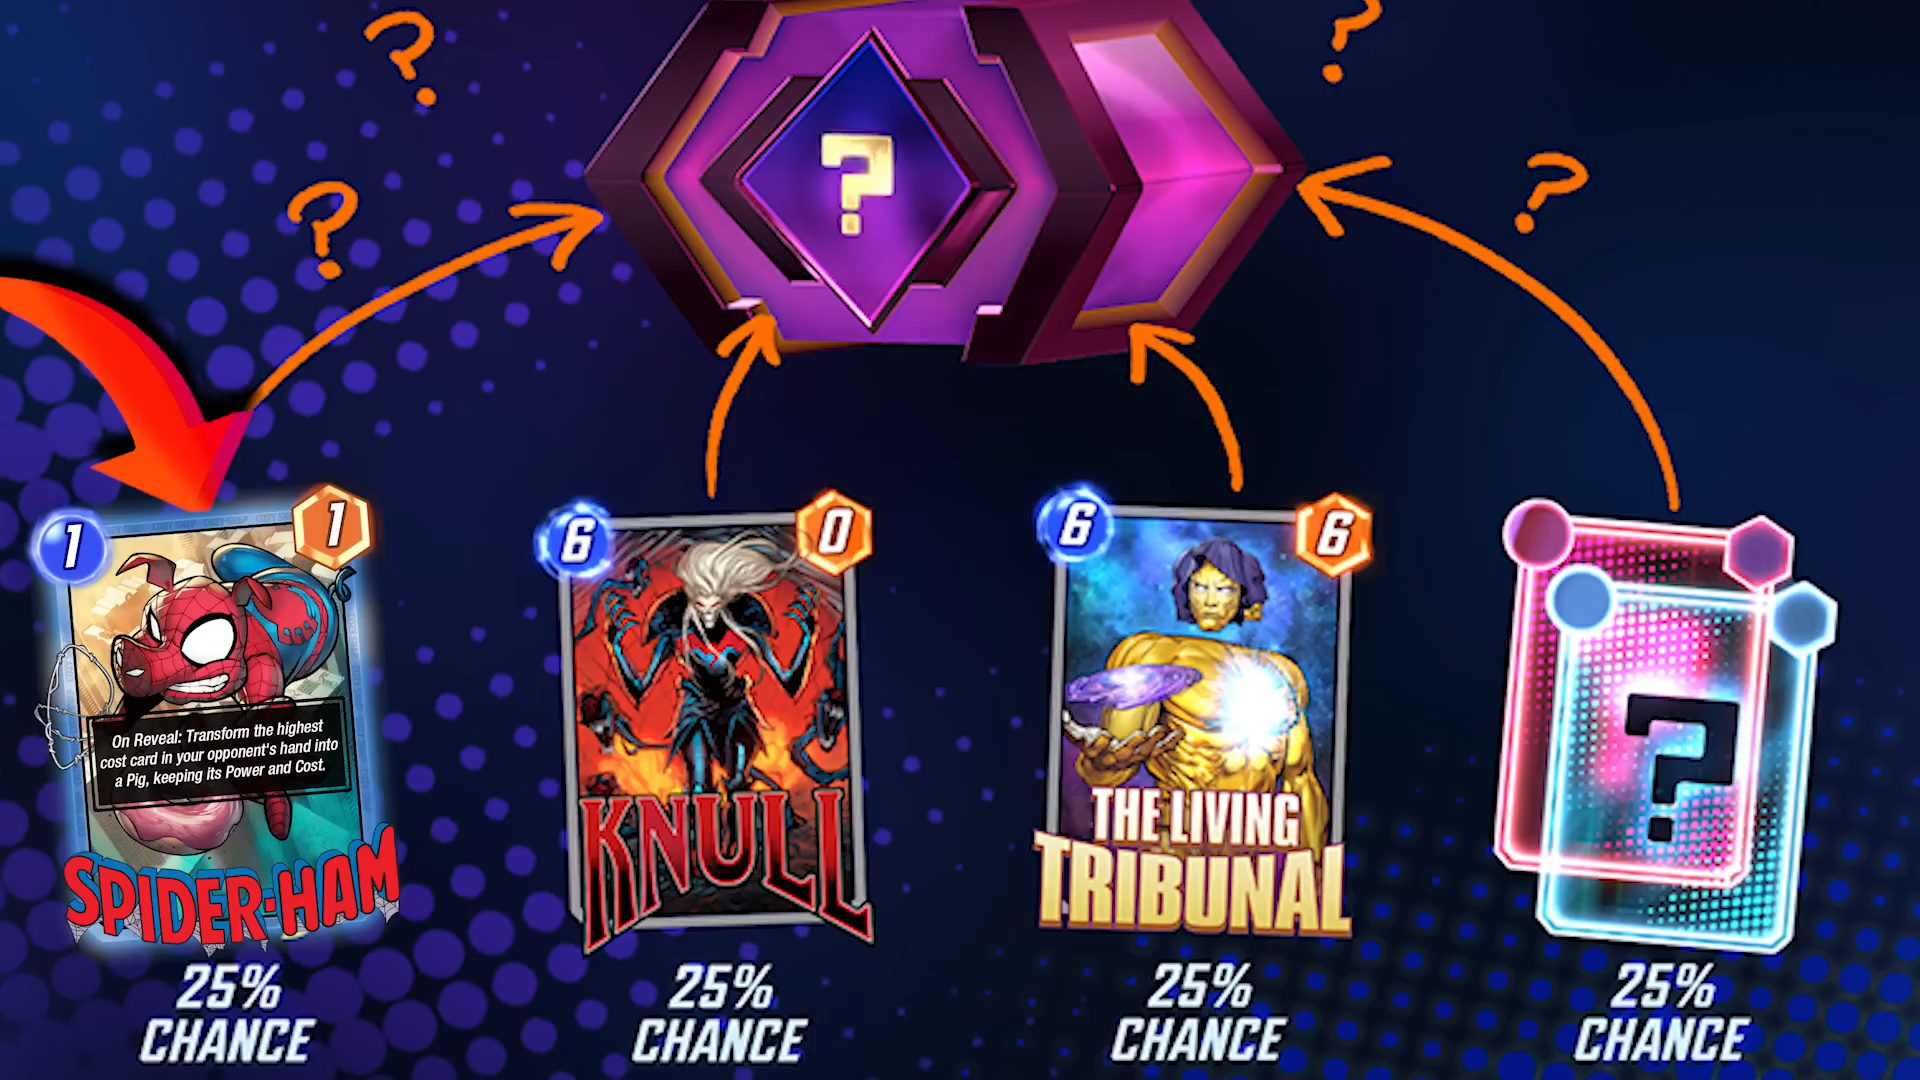 ?
?
?
?
?
1
1
6
0
6
6
On Reveal: Transform the highest
cost card in your opponent's hand into
a Pig, keeping its Power and Cost.
SPIDER-HAM
KNULL
THE LIVING
TRIBUNAL
?
25%
CHANCE
25%
CHANCE
25%
CHANCE
25%
CHANCE